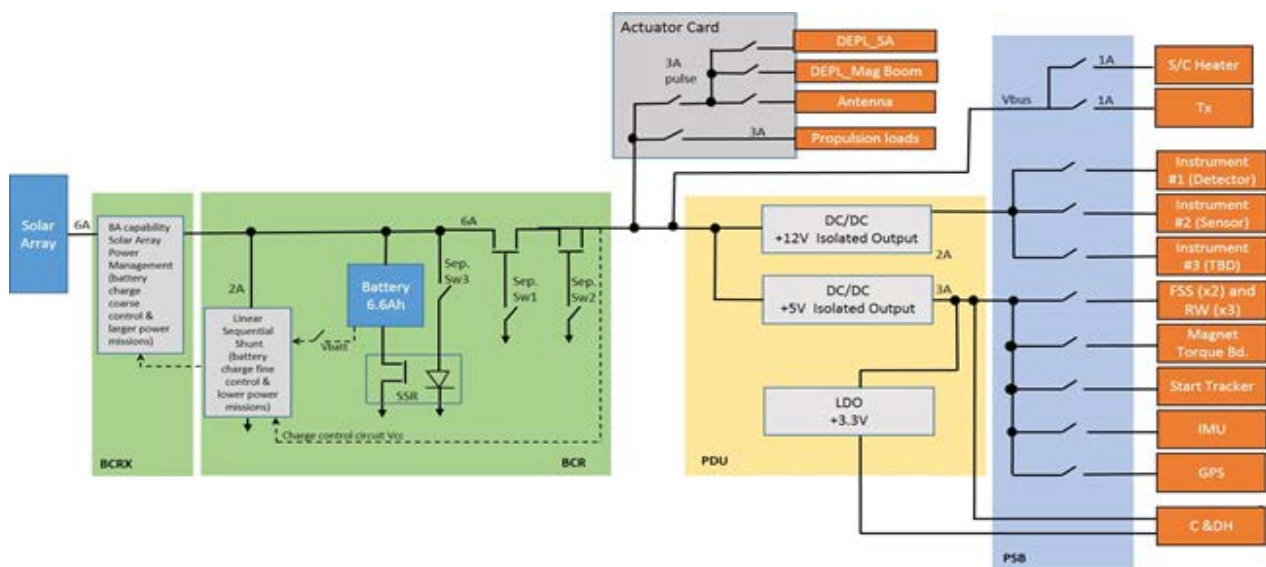 Actuator Card
3A
pulse
DEPL_SA
DEPL_Mag Boom
Antenna
3A
Propulsion loads
Solar
Array
6A
8A capability
Solar Array
Power
Management
(battery
charge
coarse
control &
larger power
missions)
BCRX
2A
Linear
Sequential
Shunt
(battery
charge fine
control &
lower power
missions)
Vbatt
Battery
6.6Ah
SSR
Sep.
Sw3
6A
Sep.
Sw1
Sep.
Sw2
Charge control circuit Vcc
BCR
DC/DC
+12V Isolated Output
2A
DC/DC
+5V Isolated Output
3A
LDO
+3.3V
PDU
Vbus
1A
1A
PSB
S/C Heater
Tx
Instrument
#1 (Detector)
Instrument
#2 (Sensor)
Instrument
#3 (TBD)
FSS (x2) and
RW (x3)
Magnet
Torque Bd.
Start Tracker
IMU
GPS
C &DH